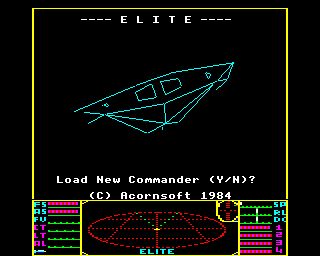 ---- E L I T E ----
Load New Commander (Y/N)?
(C) Acornsoft 1984
FS
AS
FU
CT
LT
AL
SP
RL
DC
1
2
3
4
ELITE